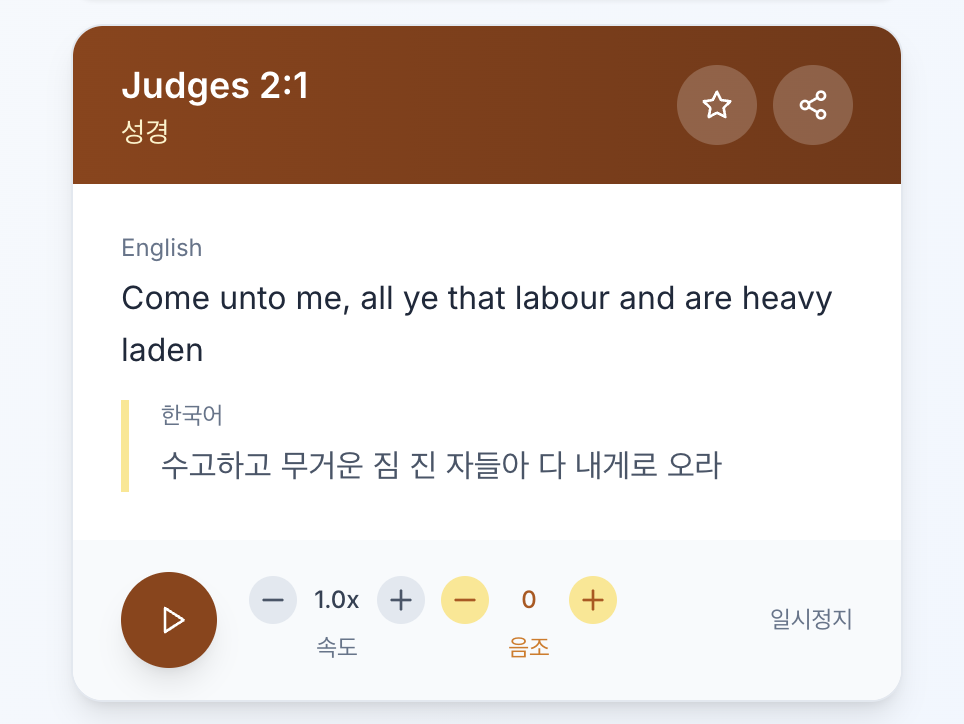 Judges 2:1
성경
English
Come unto me, all ye that labour and are heavy
laden
한국어
수고하고 무거운 짐 진 자들아 다 내게로 오라
1.0x
0
일시정지
속도
음조